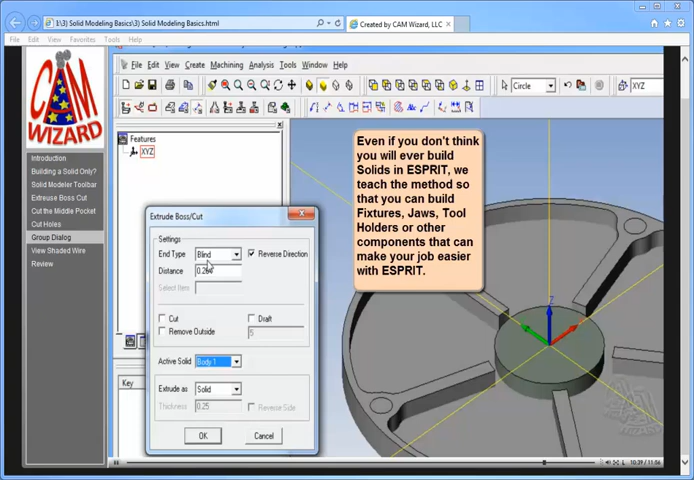 E:\3) Solid Modeling Basics\3) Solid Modeling Basics.html
Created by CAM Wizard, LLC
File Edit View Favorites Tools Help
CAM
WIZARD
Introduction
Building a Solid Only?
Solid Modeler Toolbar
Extruse Boss Cut
Cut the Middle Pocket
Cut Holes
Group Dialog
View Shaded Wire
Review
File Edit View Create Machining Analysis Tools Window Help
Circle
XYZ
Features
XYZ
Key
Extrude Boss/Cut
Settings
End Type Blind Reverse Direction
Distance
Select Item
Cut Draft
Remove Outside 5
Active Solid Body 1
Extrude as Solid
Thickness 0.25 Reverse Side
OK Cancel
Even if you don't think
you will ever build
Solids in ESPRIT, we
teach the method so
that you can build
Fixtures, Jaws, Tool
Holders or other
components that can
make your job easier
with ESPRIT.
Z
WIZARD
10:39 / 11:56